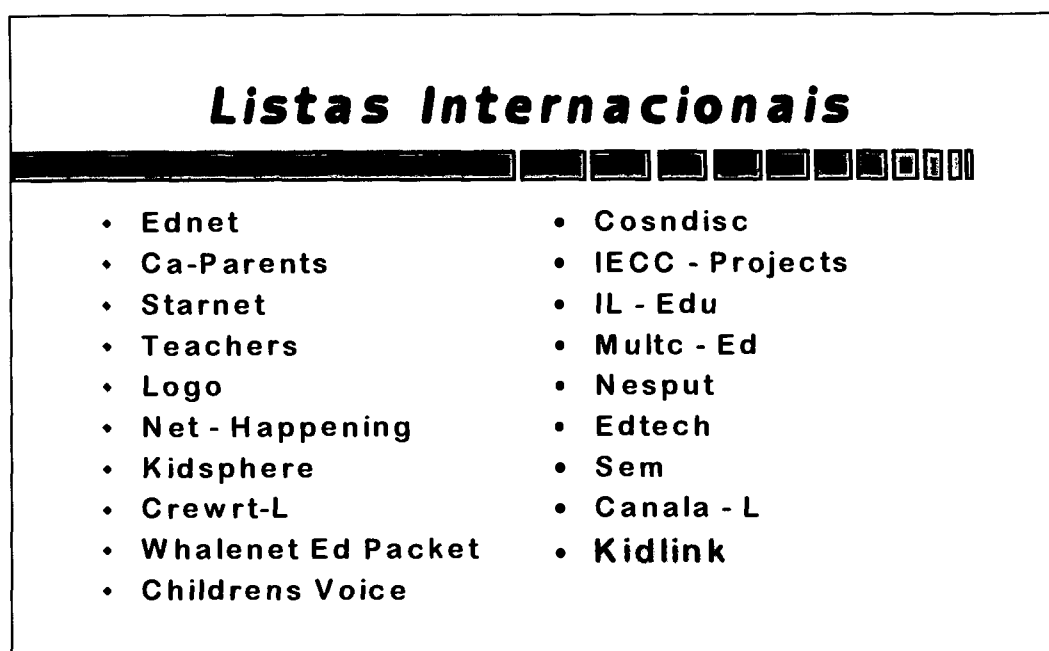 Listas Internacionais
Ednet
Ca-Parents
Starnet
Teachers
Logo
Net - Happening
Kidsphere
Crewrt-L
Whalenet Ed Packet
Childrens Voice
Cosndisc
IECC - Projects
IL - Edu
Multc - Ed
Nesput
Edtech
Sem
Canala - L
Kidlink